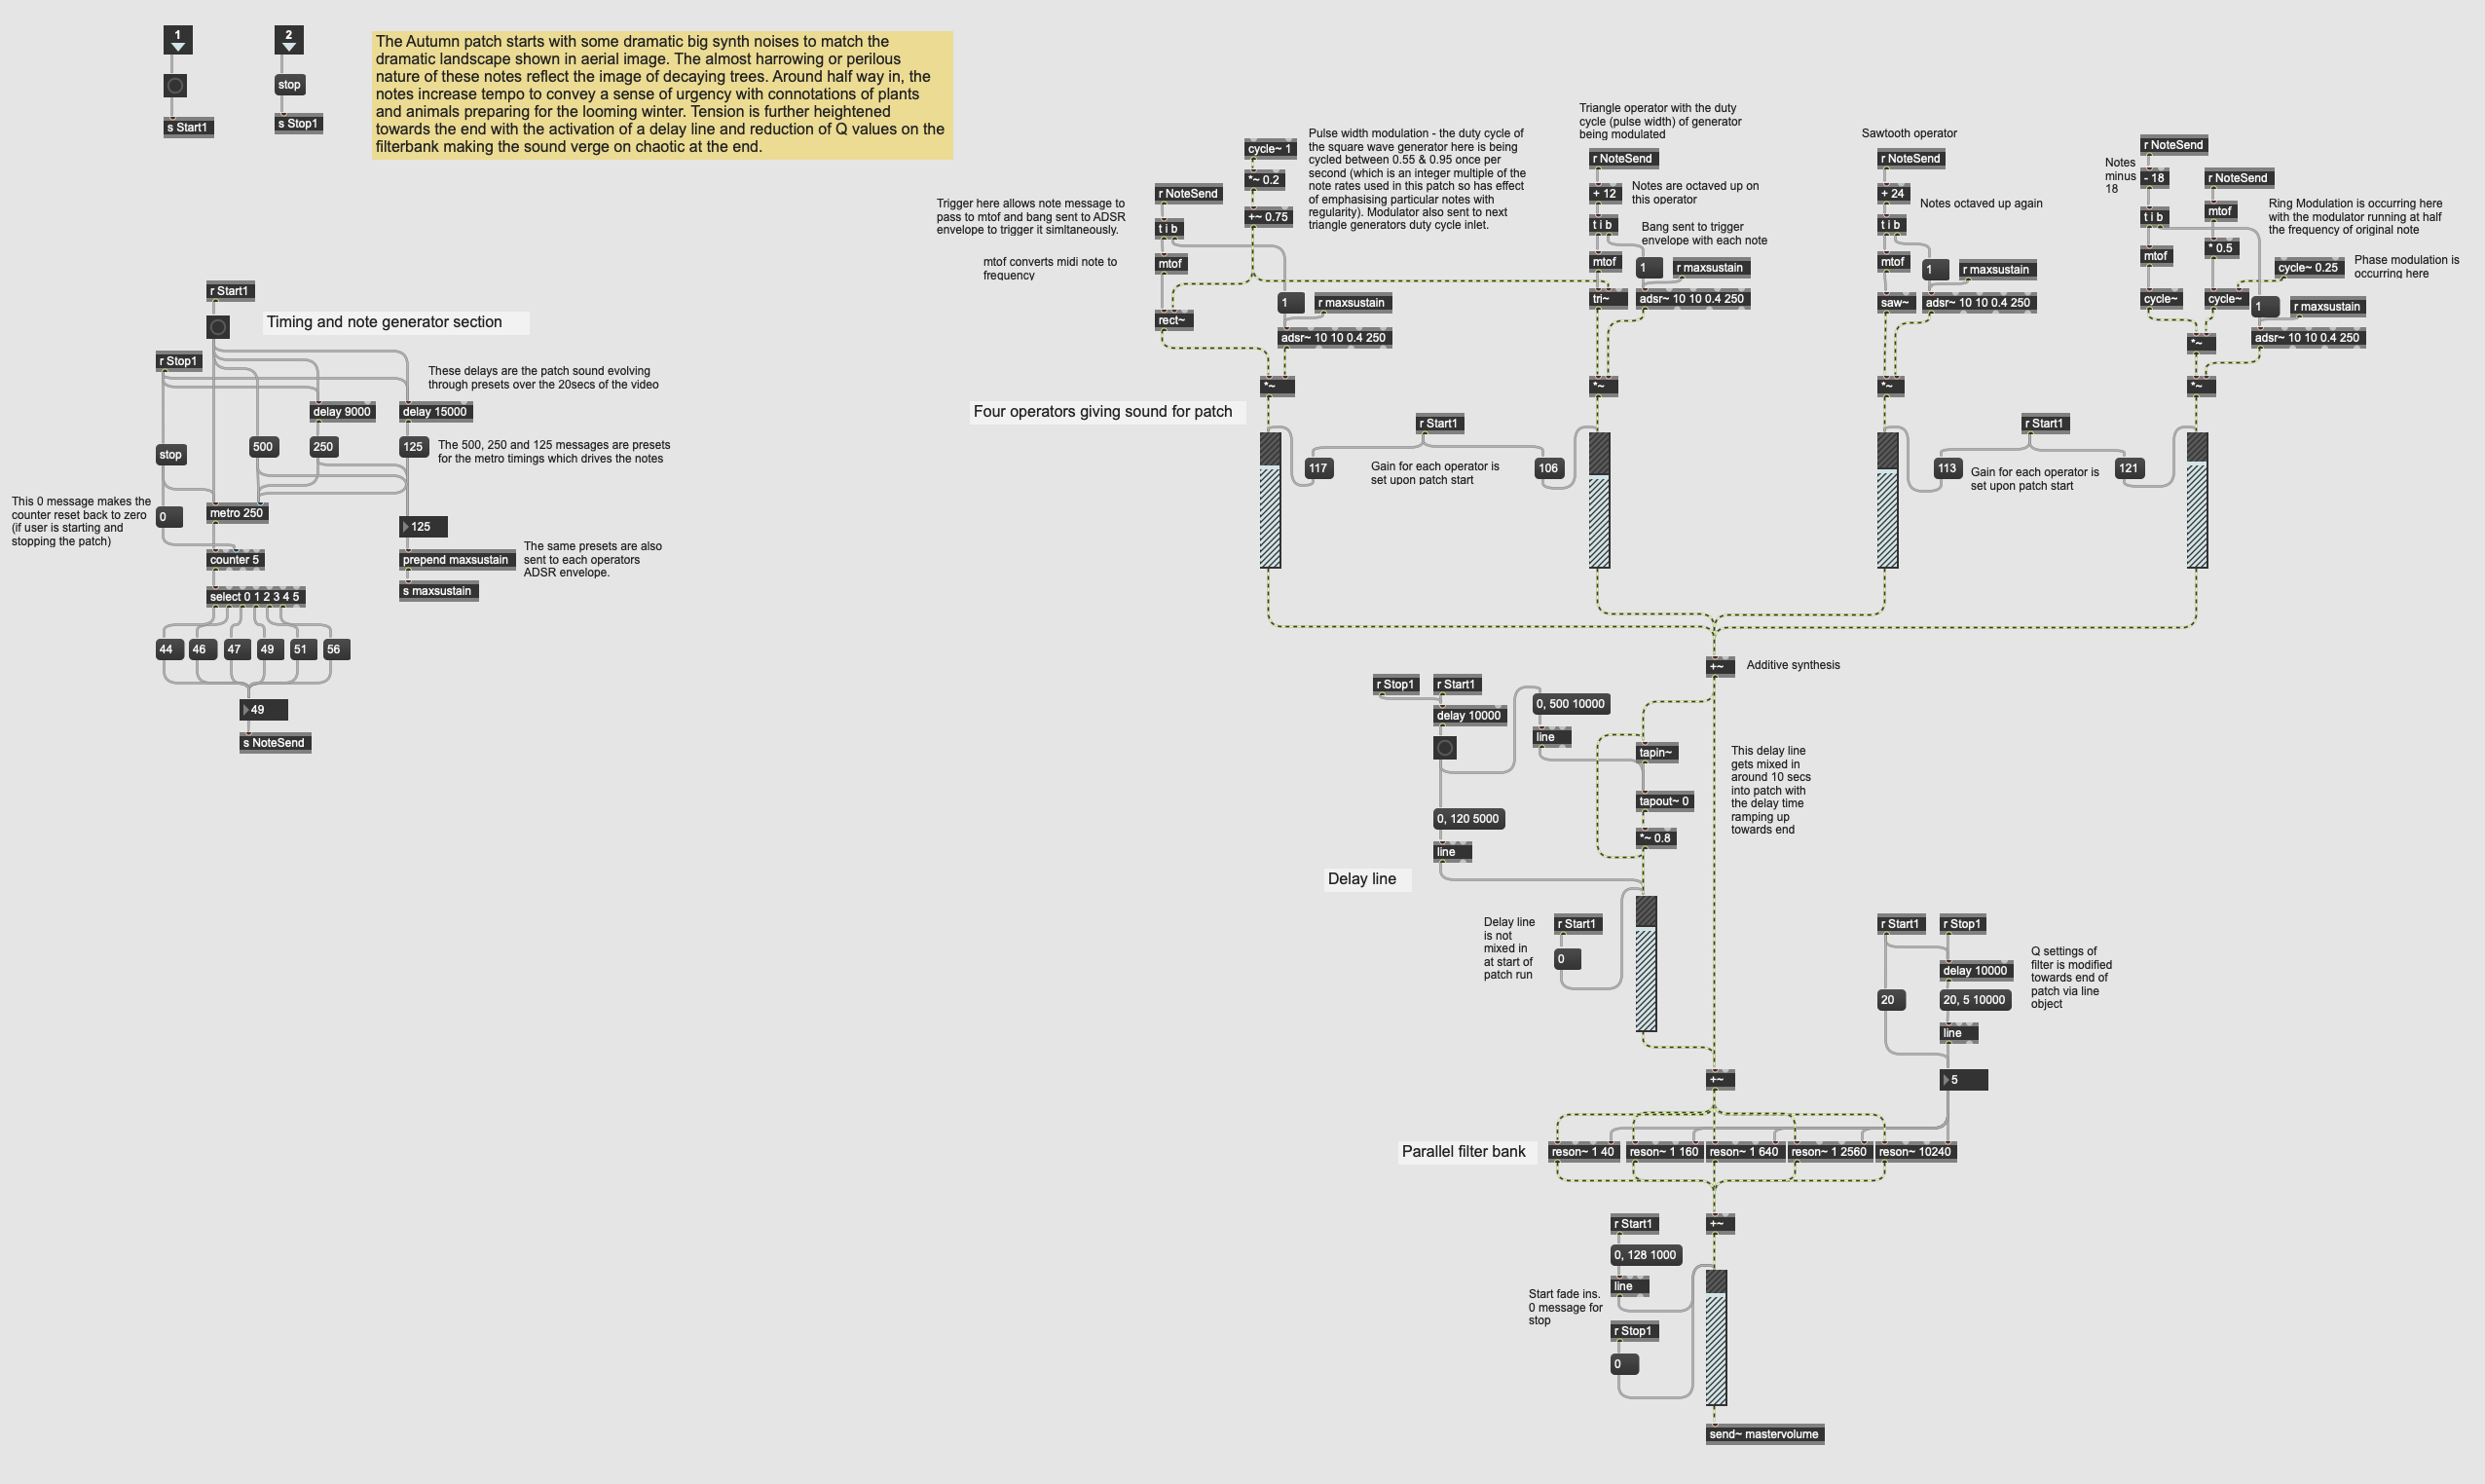 1
2
stop
s Start1
s Stop1
The Autumn patch starts with some dramatic big synth noises to match the
dramatic landscape shown in aerial image. The almost harrowing or perilous
nature of these notes reflect the image of decaying trees. Around half way in, the
notes increase tempo to convey a sense of urgency with connotations of plants
and animals preparing for the looming winter. Tension is further heightened
towards the end with the activation of a delay line and reduction of Q values on the
filterbank making the sound verge on chaotic at the end.
r Start1
Timing and note generator section
r Stop1
These delays are the patch sound evolving
through presets over the 20secs of the video
delay 9000
delay 15000
stop
500
250
125
The 500, 250 and 125 messages are presets
for the metro timings which drives the notes
This 0 message makes the
counter reset back to zero
(if user is starting and
stopping the patch)
0
metro 250
125
counter 5
prepend maxsustain
The same presets are also
sent to each operators
ADSR envelope.
s maxsustain
select 0 1 2 3 4 5
44
46
47
49
51
56
49
s NoteSend
Trigger here allows note message to
pass to mtof and bang sent to ADSR
envelope to trigger it simltaneously.
mtof converts midi note to
frequency
r NoteSend
t i b
mtof
rect~
cycle~ 1
*~ 0.2
+~ 0.75
Pulse width modulation - the duty cycle of
the square wave generator here is being
cycled between 0.55 & 0.95 once per
second (which is an integer multiple of the
note rates used in this patch so has effect
of emphasising particular notes with
regularity). Modulator also sent to next
triangle generators duty cycle inlet.
1
r maxsustain
adsr~ 10 10 0.4 250
*~
Triangle operator with the duty
cycle (pulse width) of generator
being modulated
r NoteSend
+ 12
Notes are octaved up on
this operator
t i b
Bang sent to trigger
envelope with each note
mtof
1
r maxsustain
tri~
adsr~ 10 10 0.4 250
*~
Sawtooth operator
r NoteSend
+ 24
Notes octaved up again
t i b
mtof
1
r maxsustain
saw~
adsr~ 10 10 0.4 250
*~
r NoteSend
Notes
minus
18
- 18
r NoteSend
t i b
mtof
Ring Modulation is occurring here
with the modulator running at half
the frequency of original note
mtof
* 0.5
cycle~ 0.25
Phase modulation is
occurring here
cycle~
cycle~
1
r maxsustain
*~
adsr~ 10 10 0.4 250
*~
Four operators giving sound for patch
r Start1
117
Gain for each operator is
set upon patch start
106
r Start1
113
Gain for each operator is
set upon patch start
121
+~
Additive synthesis
r Stop1
r Start1
delay 10000
0, 500 10000
line
tapin~
This delay line
gets mixed in
around 10 secs
into patch with
the delay time
ramping up
towards end
tapout~ 0
0, 120 5000
*~ 0.8
line
Delay line
Delay line
is not
mixed in
at start of
patch run
r Start1
0
r Start1
r Stop1
delay 10000
Q settings of
filter is modified
towards end of
patch via line
object
20
20, 5 10000
line
5
+~
Parallel filter bank
reson~ 1 40
reson~ 1 160
reson~ 1 640
reson~ 1 2560
reson~ 10240
r Start1
+~
0, 128 1000
line
Start fade ins.
0 message for
stop
r Stop1
0
send~ mastervolume